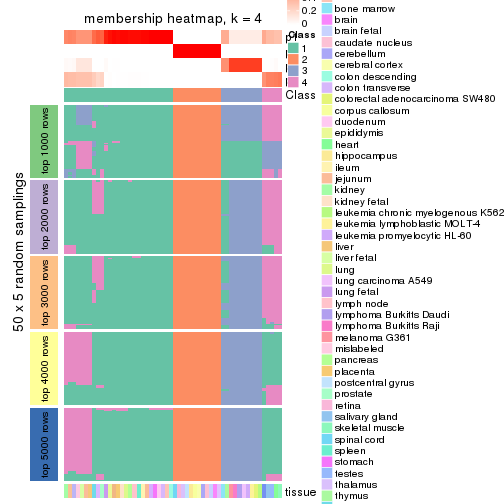 membership heatmap, k = 4
0.2
0
Class
1
2
3
4
Class
50 x 5 random samplings
top 1000 rows
top 2000 rows
top 3000 rows
top 4000 rows
top 5000 rows
tissue
bone marrow
brain
brain fetal
caudate nucleus
cerebellum
cerebral cortex
colon descending
colon transverse
colorectal adenocarcinoma SW480
corpus callosum
duodenum
epididymis
heart
hippocampus
ileum
jejunum
kidney
kidney fetal
leukemia chronic myelogenous K562
leukemia lymphoblastic MOLT-4
leukemia promyelocytic HL-60
liver
liver fetal
lung
lung carcinoma A549
lung fetal
lymph node
lymphoma Burkitts Daudi
lymphoma Burkitts Raji
melanoma G361
mislabeled
pancreas
placenta
postcentral gyrus
prostate
retina
salivary gland
skeletal muscle
spinal cord
spleen
stomach
testes
thalamus
thymus